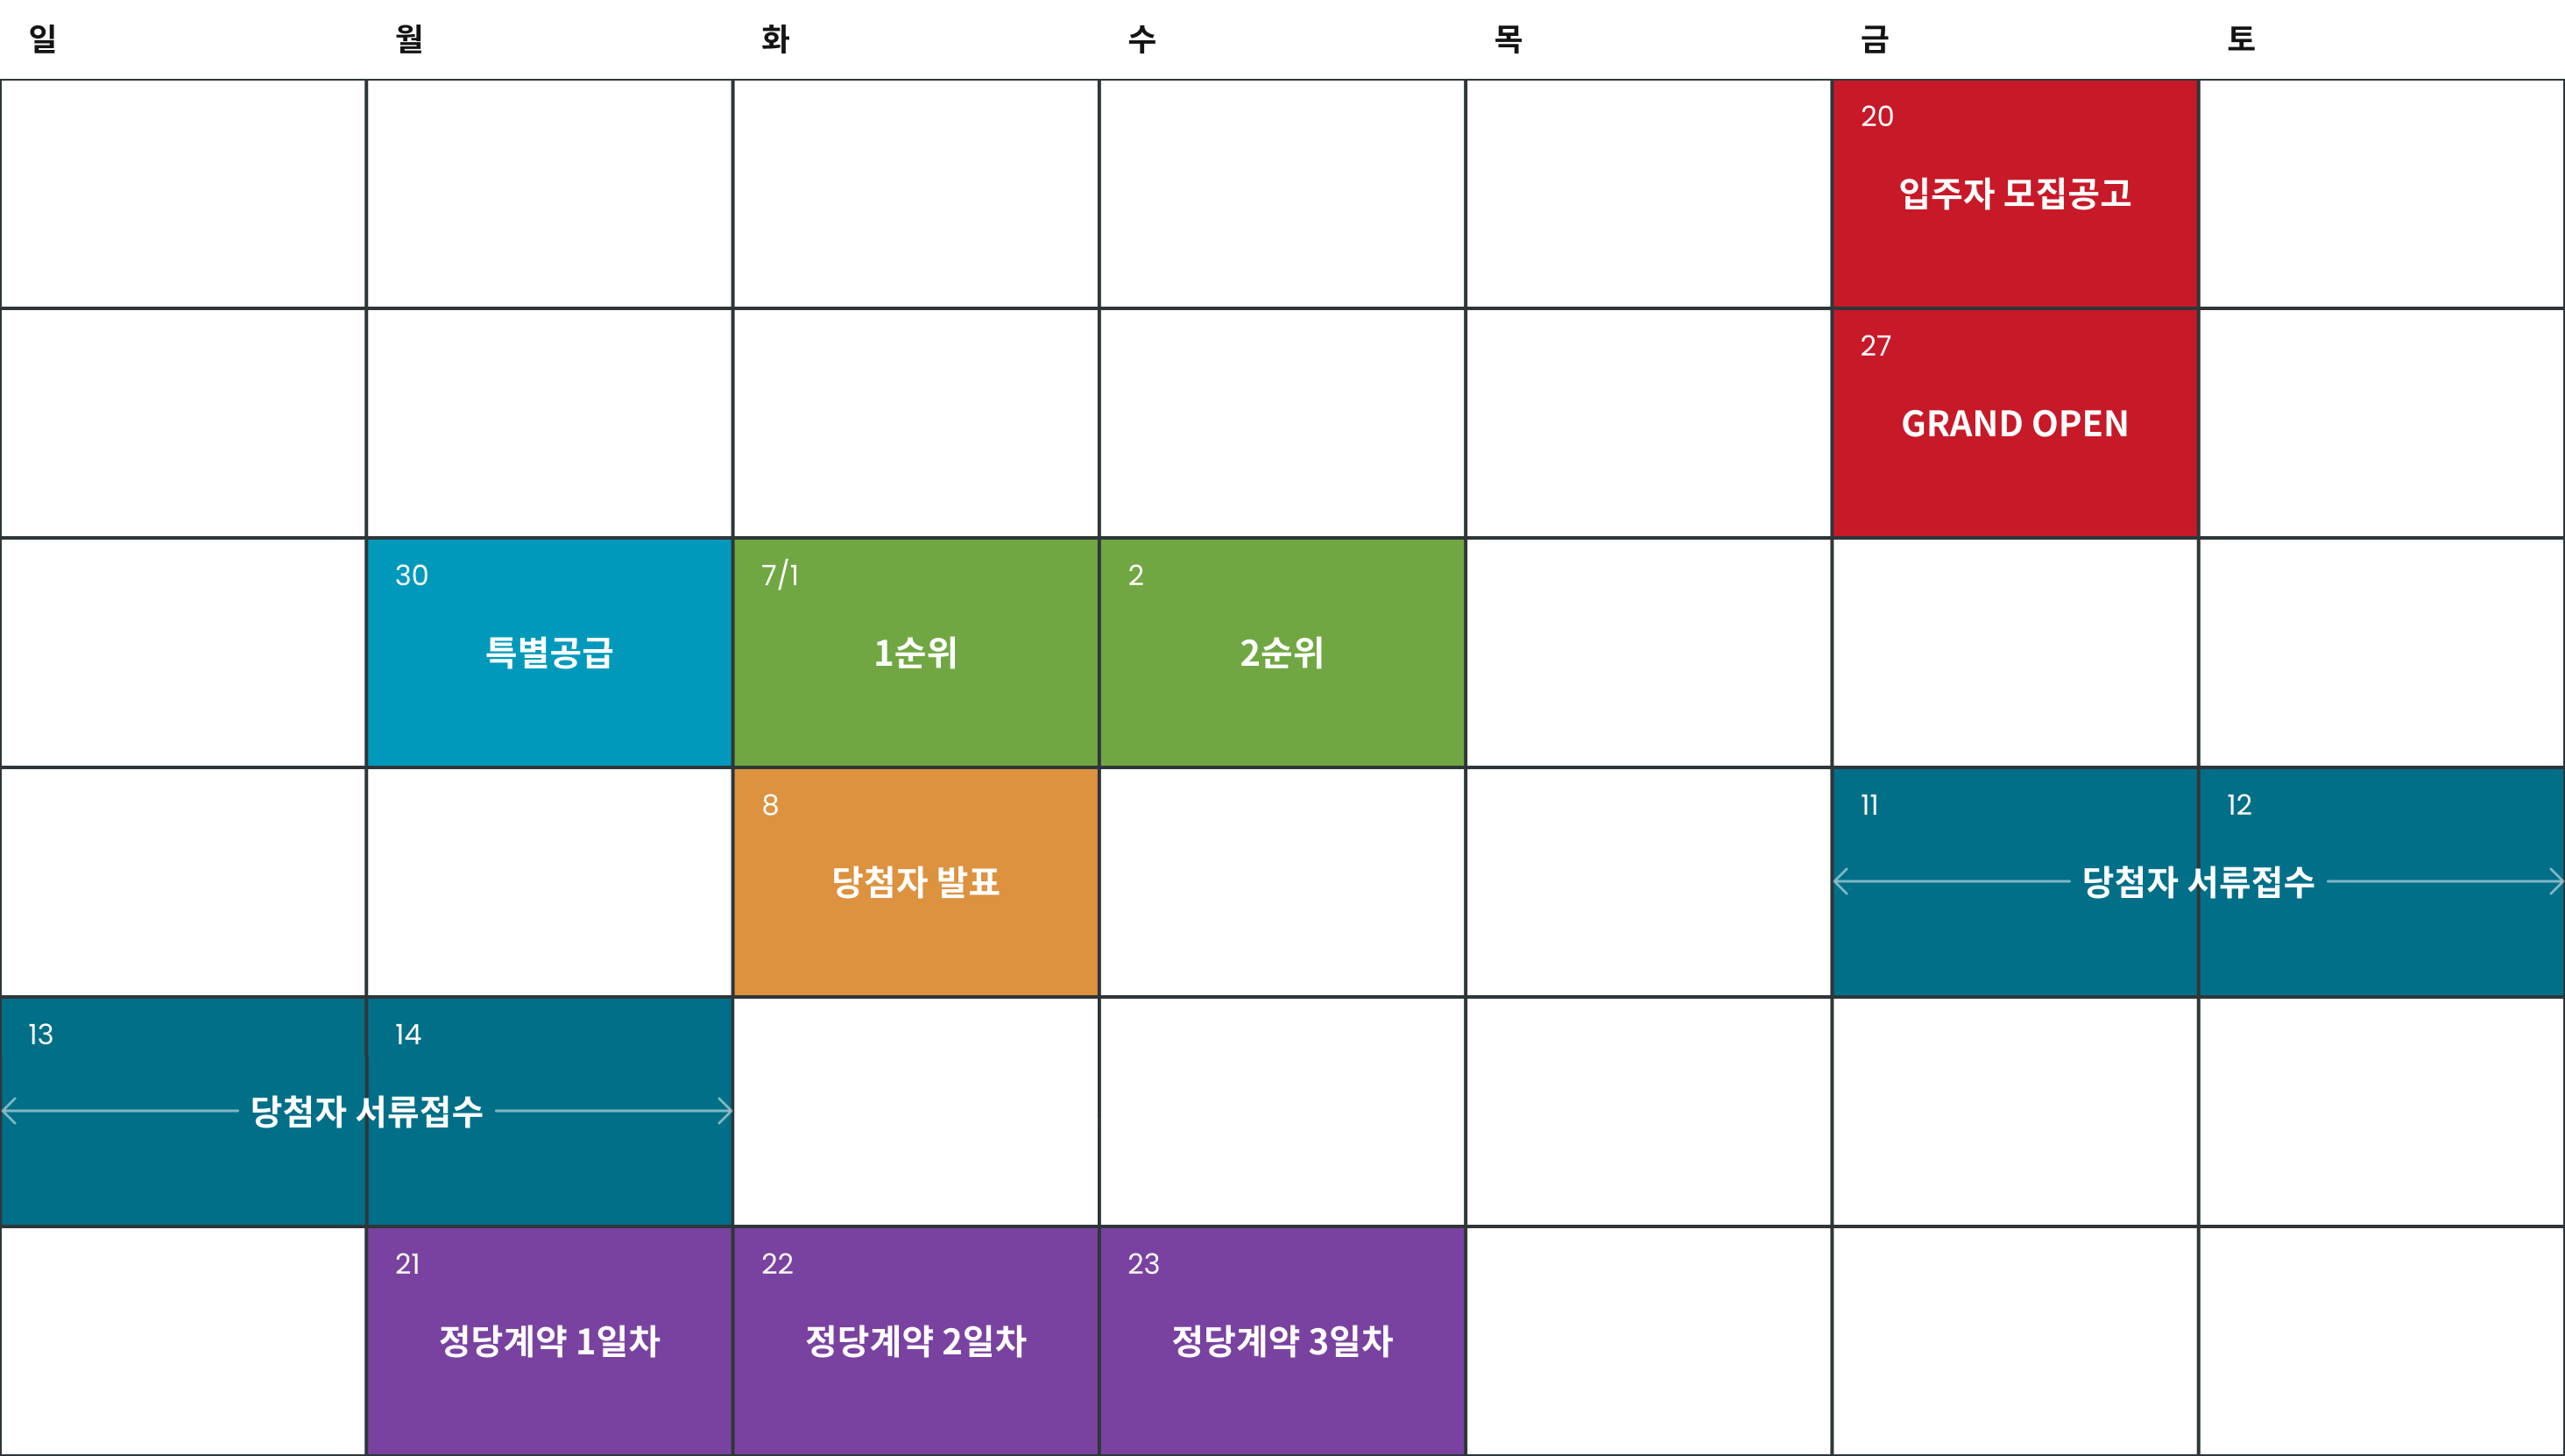 일 월 화 수 목 금 토
20
입주자 모집공고
27
GRAND OPEN
30 7/1 2
특별공급 1순위 2순위
8 11 12
당첨자 발표 당첨자 서류접수
13 14
당첨자 서류접수
21 22 23
정당계약 1일차 정당계약 2일차 정당계약 3일차